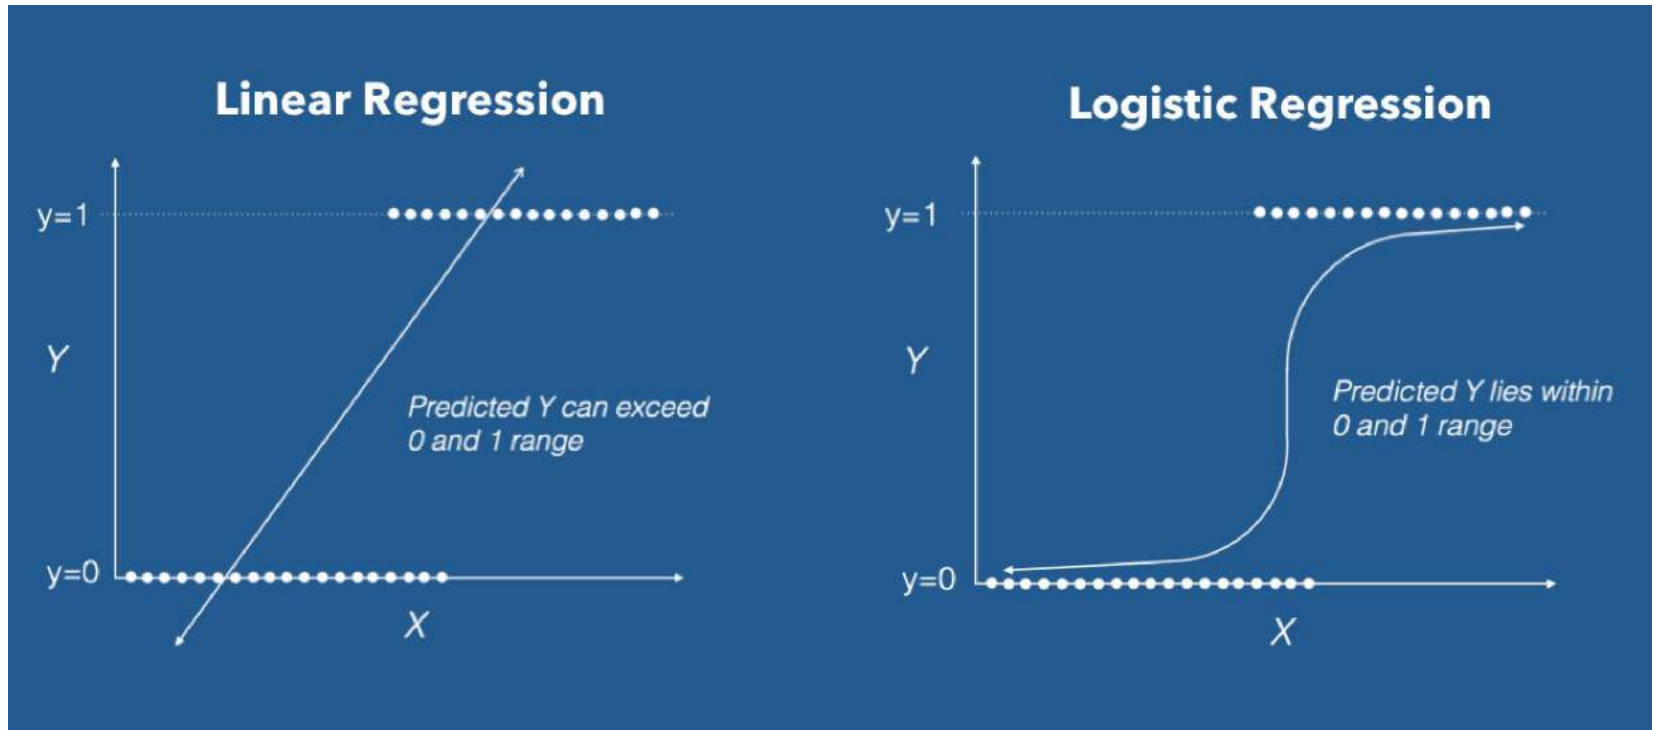 Linear Regression
y=1
Y
Predicted Y can exceed
0 and 1 range
y=0
X
Logistic Regression
y=1
Y
Predicted Y lies within
0 and 1 range
y=0
X